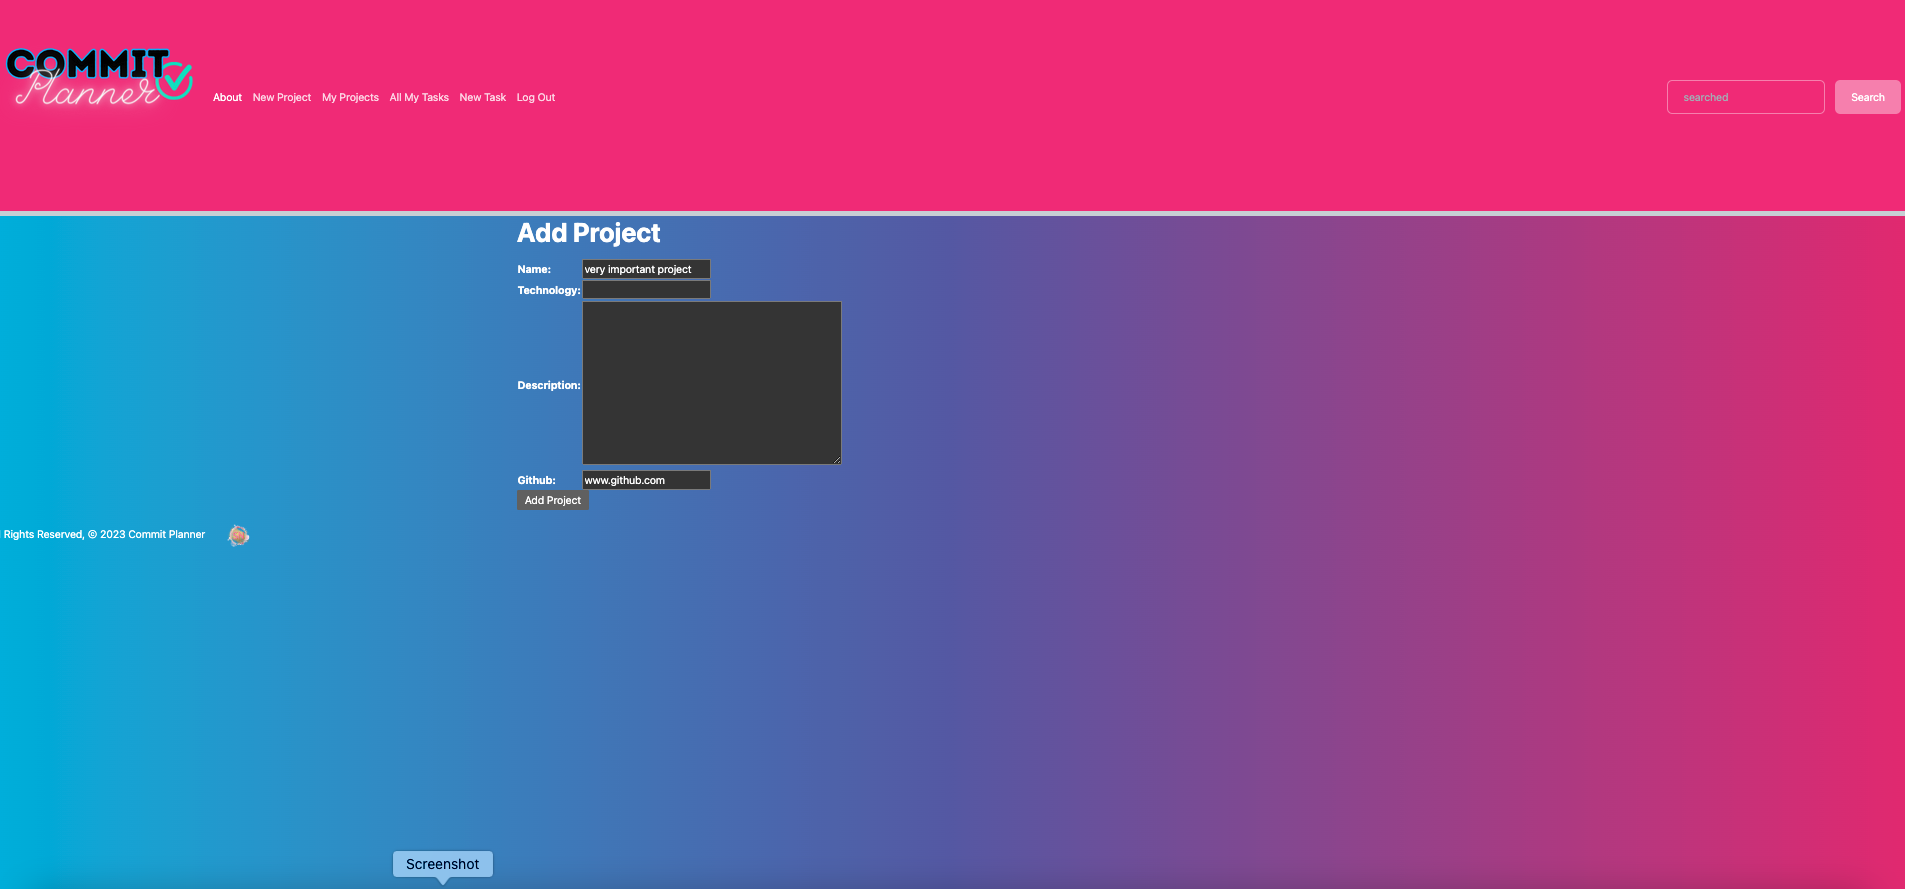 COMMIT
Planner
About New Project My Projects All My Tasks New Task Log Out
searched Search
Add Project
Name: very important project
Technology:
Description:
Github: www.github.com
Add Project
Rights Reserved, © 2023 Commit Planner
Screenshot